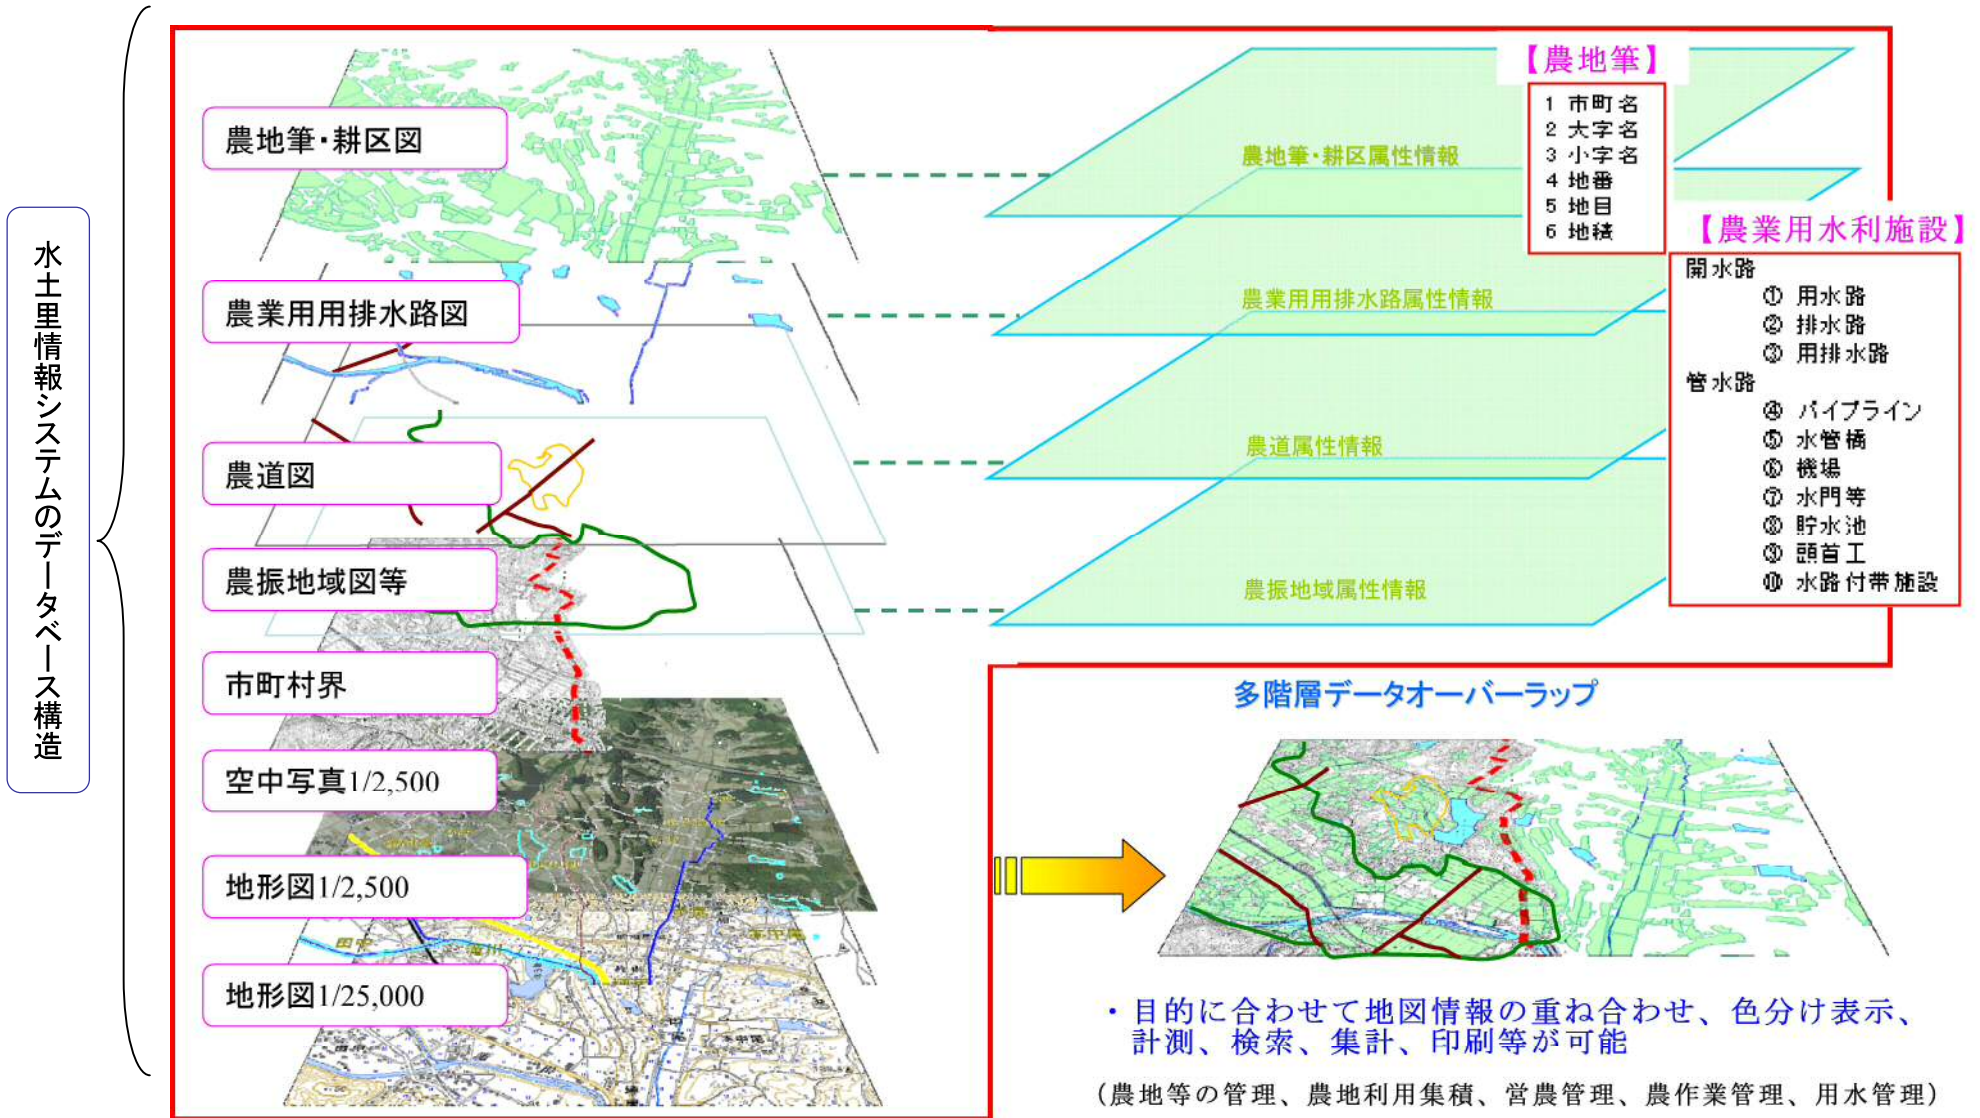 水土里情報システムのデータベース構造
農地筆・耕区図
農業用用排水路図
農道図
農振地域図等
市町村界
空中写真1/2,500
地形図1/2,500
地形図1/25,000
農地筆・耕区属性情報
農業用用排水路属性情報
農道属性情報
農振地域属性情報
【農地筆】
1 市町名
2 大字名
3 小字名
4 地番
5 地目
6 地積
【農業用水利施設】
開水路
① 用水路
② 排水路
③ 用排水路
管水路
④ パイプライン
⑤ 水管橋
⑥ 機場
⑦ 水門等
⑧ 貯水池
⑨ 頭首工
⑩ 水路付帯施設
多階層データオーバーラップ
・目的に合わせて地図情報の重ね合わせ、色分け表示、
計測、検索、集計、印刷等が可能
（農地等の管理、農地利用集積、営農管理、農作業管理、用水管理）